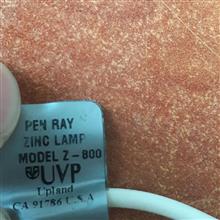 PEN RAY
ZINC LAMP
MODEL Z-800
UVP
Upland
CA 91786 U.S.A